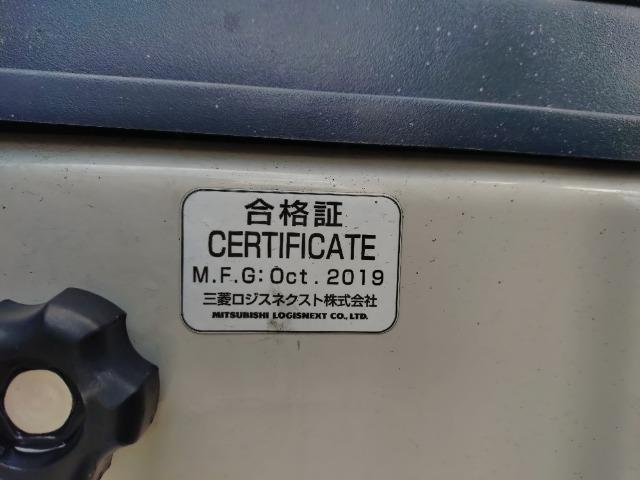 合格証
CERTIFICATE
M.F.G: Oct. 2019
三菱ロジスネクスト株式会社
MITSUBISHI LOGISNEXT CO., LTD.